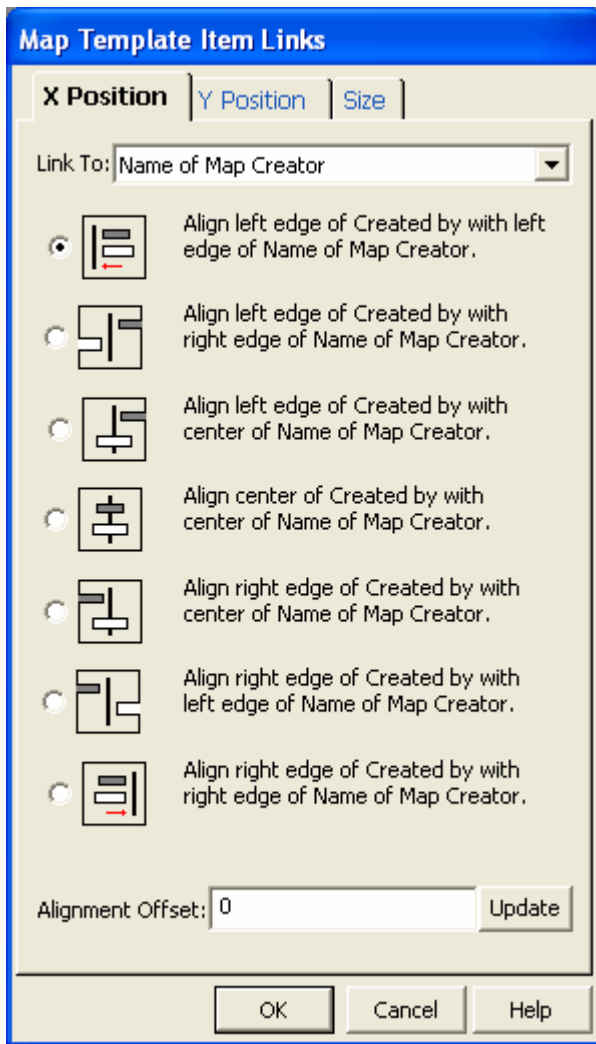 Map Template Item Links
X Position Y Position Size
Link To: Name of Map Creator
Align left edge of Created by with left
edge of Name of Map Creator.
Align left edge of Created by with
right edge of Name of Map Creator.
Align left edge of Created by with
center of Name of Map Creator.
Align center of Created by with
center of Name of Map Creator.
Align right edge of Created by with
center of Name of Map Creator.
Align right edge of Created by with
left edge of Name of Map Creator.
Align right edge of Created by with
right edge of Name of Map Creator.
Alignment Offset: 0 Update
OK Cancel Help